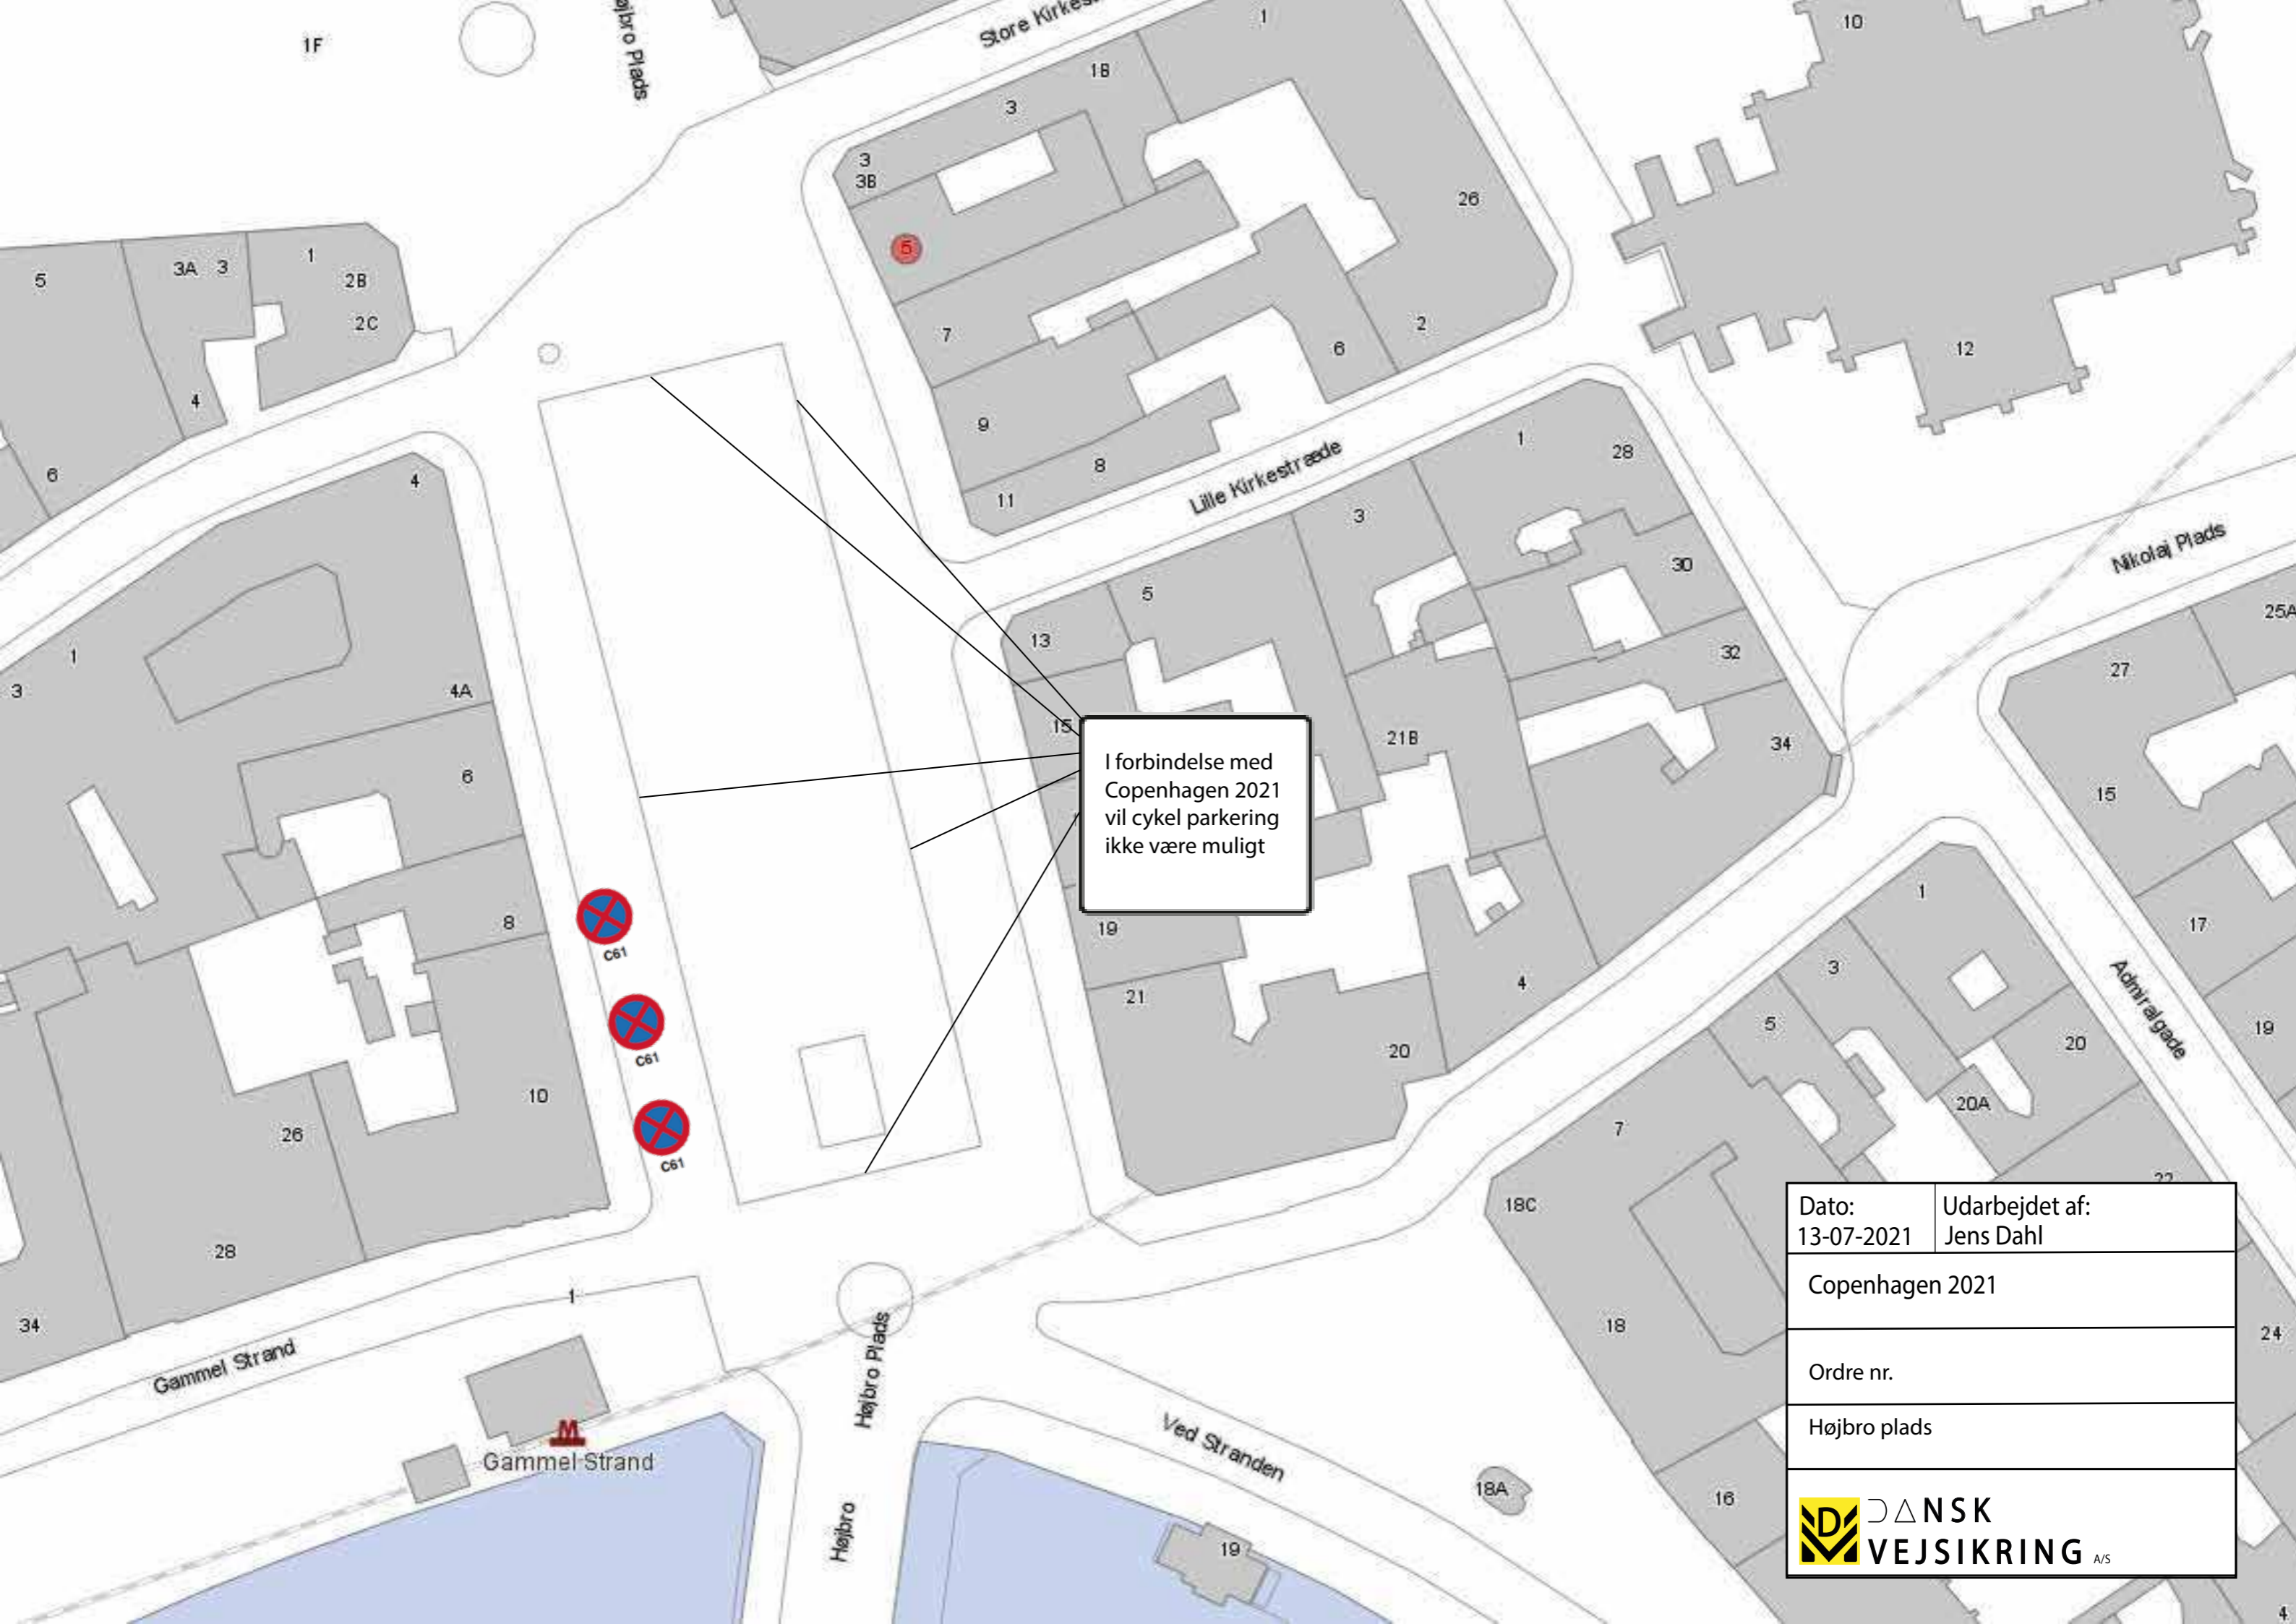 1F
Højbro Plads
10
1
1B
3
3
3B
5
26
1
2B
2C
3A 3
5
4
6
7
9
11
8
6
2
12
Lille Kirkestræde
Nikolaj Plads
4
1
3
4A
6
8
10
26
28
34
1
28
3
5
13
15
30
32
34
21B
19
21
20
4
25A
27
15
17
19
Admiralgade
1
3
5
20
20A
7
18C
18
16
24
18A
19
4
I forbindelse med
Copenhagen 2021
vil cykel parkering
ikke være muligt
C61
C61
C61
1
Gammel Strand
M
Gammel Strand
Højbro Plads
Højbro
Ved Stranden
Dato:
13-07-2021
Udarbejdet af:
Jens Dahl
Copenhagen 2021
Ordre nr.
Højbro plads
D
DANSK
VEJSIKRING A/S